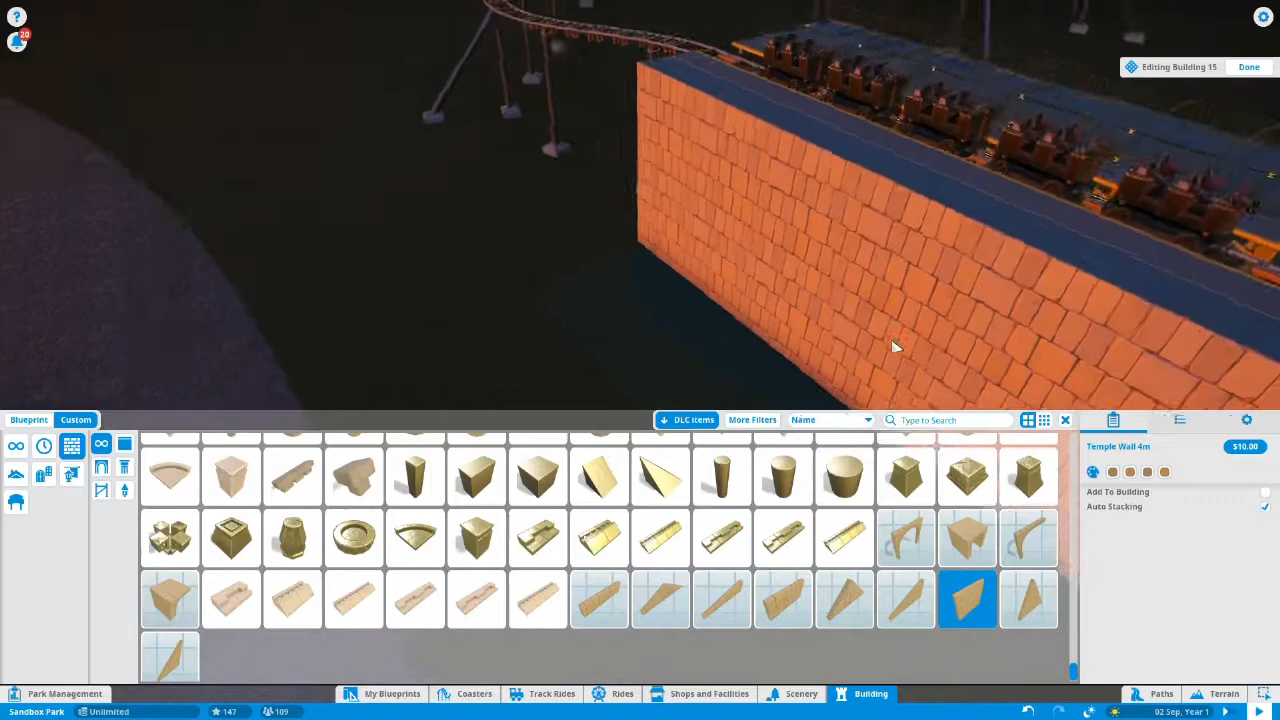 ?
20
Editing Building 15 Done
Blueprint Custom
DLC Items More Filters Name Type to Search
Temple Wall 4m $10.00
Add To Building
Auto Stacking
Park Management My Blueprints Coasters Track Rides Rides Shops and Facilities Scenery Building Paths Terrain
Sandbox Park Unlimited 147 109 02 Sep, Year 1